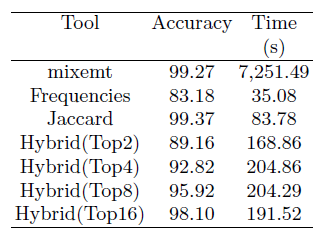 Tool Accuracy Time
(s)
mixemt 99.27 7,251.49
Frequencies 83.18 35.08
Jaccard 99.37 83.78
Hybrid(Top2) 89.16 168.86
Hybrid(Top4) 92.82 204.86
Hybrid(Top8) 95.92 204.29
Hybrid(Top16) 98.10 191.52